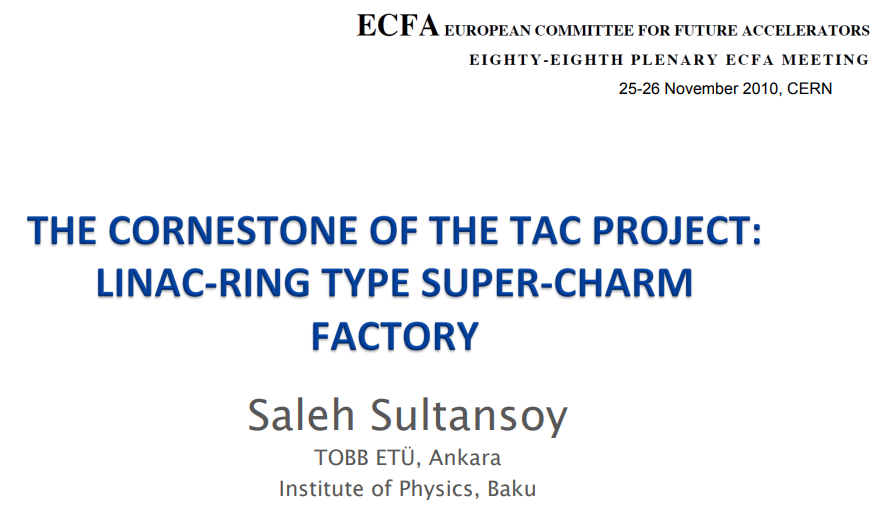 ECFA EUROPEAN COMMITTEE FOR FUTURE ACCELERATORS
EIGHTY-EIGHTH PLENARY ECFA MEETING
25-26 November 2010, CERN
THE CORNESTONE OF THE TAC PROJECT:
LINAC-RING TYPE SUPER-CHARM
FACTORY
Saleh Sultansoy
TOBB ETÜ, Ankara
Institute of Physics, Baku